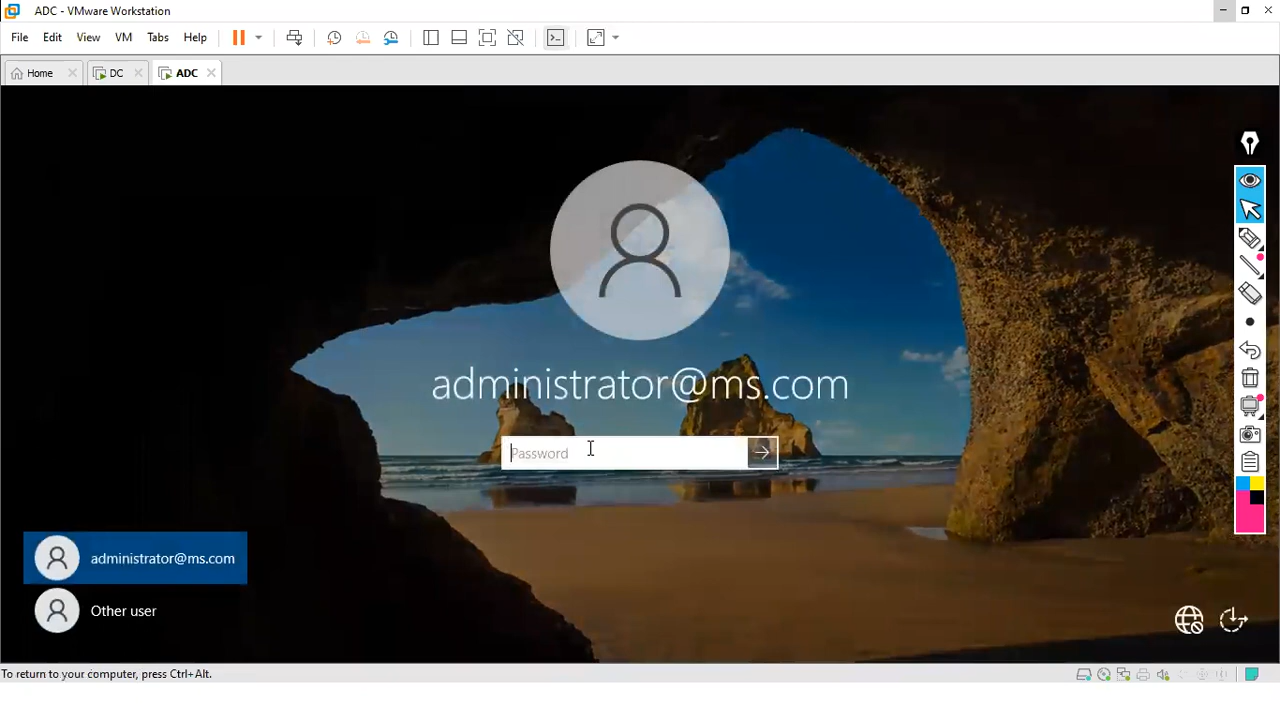 ADC - VMware Workstation
File Edit View VM Tabs Help
Home DC ADC
administrator@ms.com
Password
administrator@ms.com
Other user
To return to your computer, press Ctrl+Alt.